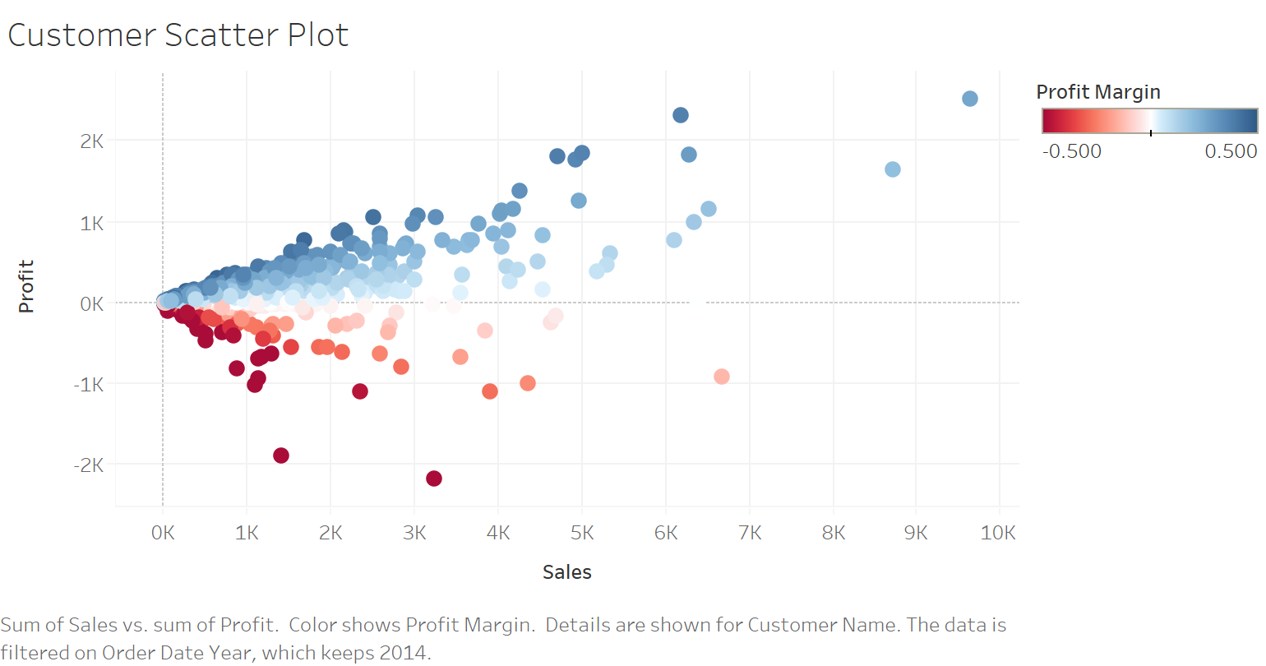 Customer Scatter Plot
Profit Margin
-0.500 0.500
2K
1K
0K
-1K
-2K
Profit
0K 1K 2K 3K 4K 5K 6K 7K 8K 9K 10K
Sales
Sum of Sales vs. sum of Profit.  Color shows Profit Margin.  Details are shown for Customer Name. The data is
filtered on Order Date Year, which keeps 2014.